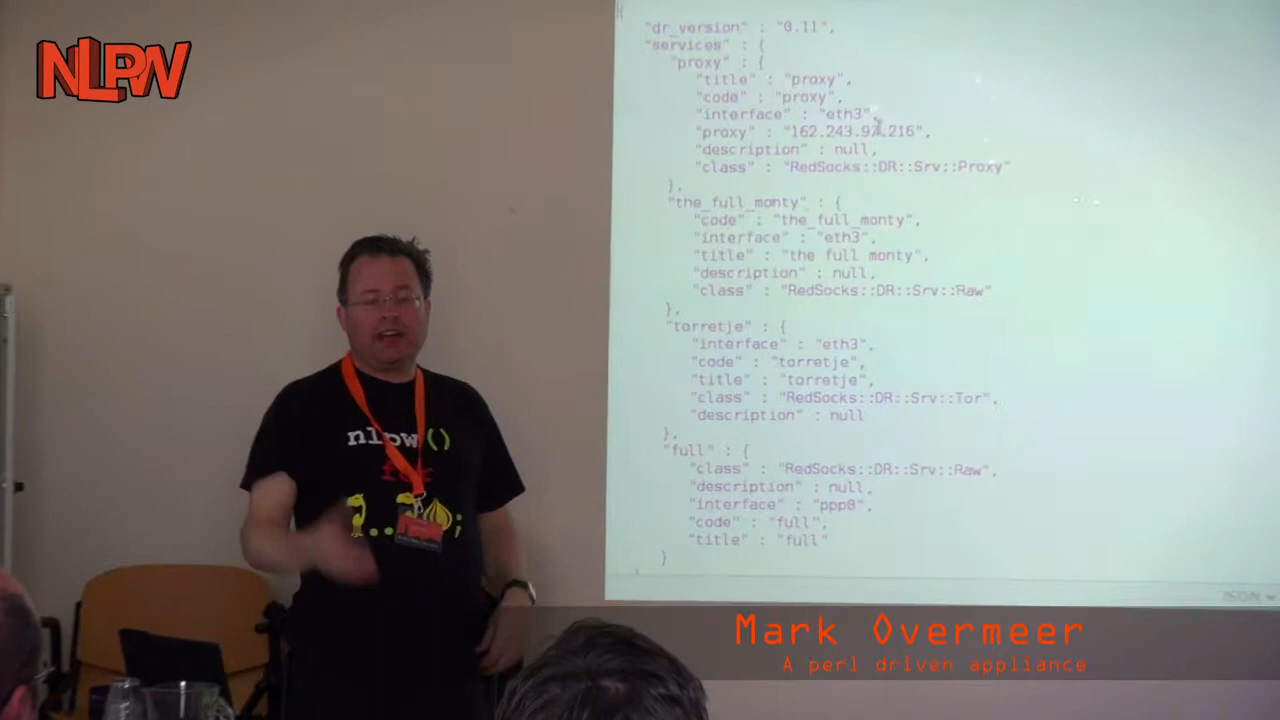 NLPW
{
"dr_version" : "0.11",
"services" : {
"proxy" : {
"title" : "proxy",
"code" : "proxy",
"interface" : "eth3",
"proxy" : "162.243.97.216",
"description" : null,
"class" : "RedSocks::DR::Srv::Proxy"
},
"the_full_monty" : {
"code" : "the_full_monty",
"interface" : "eth3",
"title" : "the full monty",
"description" : null,
"class" : "RedSocks::DR::Srv::Raw"
},
"torretje" : {
"interface" : "eth3",
"code" : "torretje",
"title" : "torretje",
"class" : "RedSocks::DR::Srv::Tor",
"description" : null
},
"full" : {
"class" : "RedSocks::DR::Srv::Raw",
"description" : null,
"interface" : "ppp0",
"code" : "full",
"title" : "full"
}
nlpw()
Mark Overmeer
A perl driven appliance